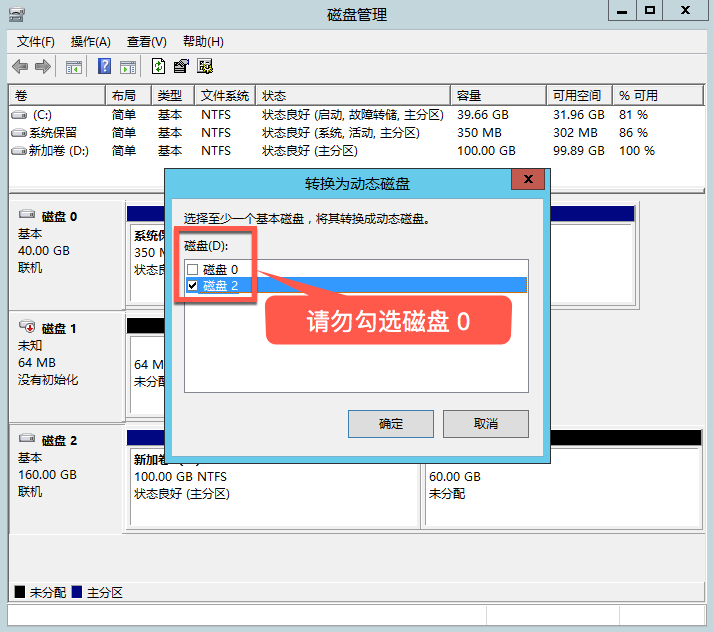 磁盘管理
文件(F) 操作(A) 查看(V) 帮助(H)
卷 布局 类型 文件系统 状态 容量 可用空间 % 可用
(C:) 简单 基本 NTFS 状态良好 (启动, 故障转储, 主分区) 39.66 GB 31.96 GB 81 %
系统保留 简单 基本 NTFS 状态良好 (系统, 活动, 主分区) 350 MB 302 MB 86 %
新加卷 (D:) 简单 基本 NTFS 状态良好 (主分区) 100.00 GB 99.89 GB 100 %
转换为动态磁盘
X
选择至少一个基本磁盘，将其转换成动态磁盘。
磁盘(D):
磁盘 0
磁盘 2
请勿勾选磁盘 0
确定 取消
磁盘 0
基本
40.00 GB
联机
系统
350 M
状态
磁盘 1
未知
64 MB
没有初始化
64 M
未分
磁盘 2
基本
160.00 GB
联机
新加
100.00 GB NTFS
状态良好 (主分区)
60.00 GB
未分配
未分配 主分区